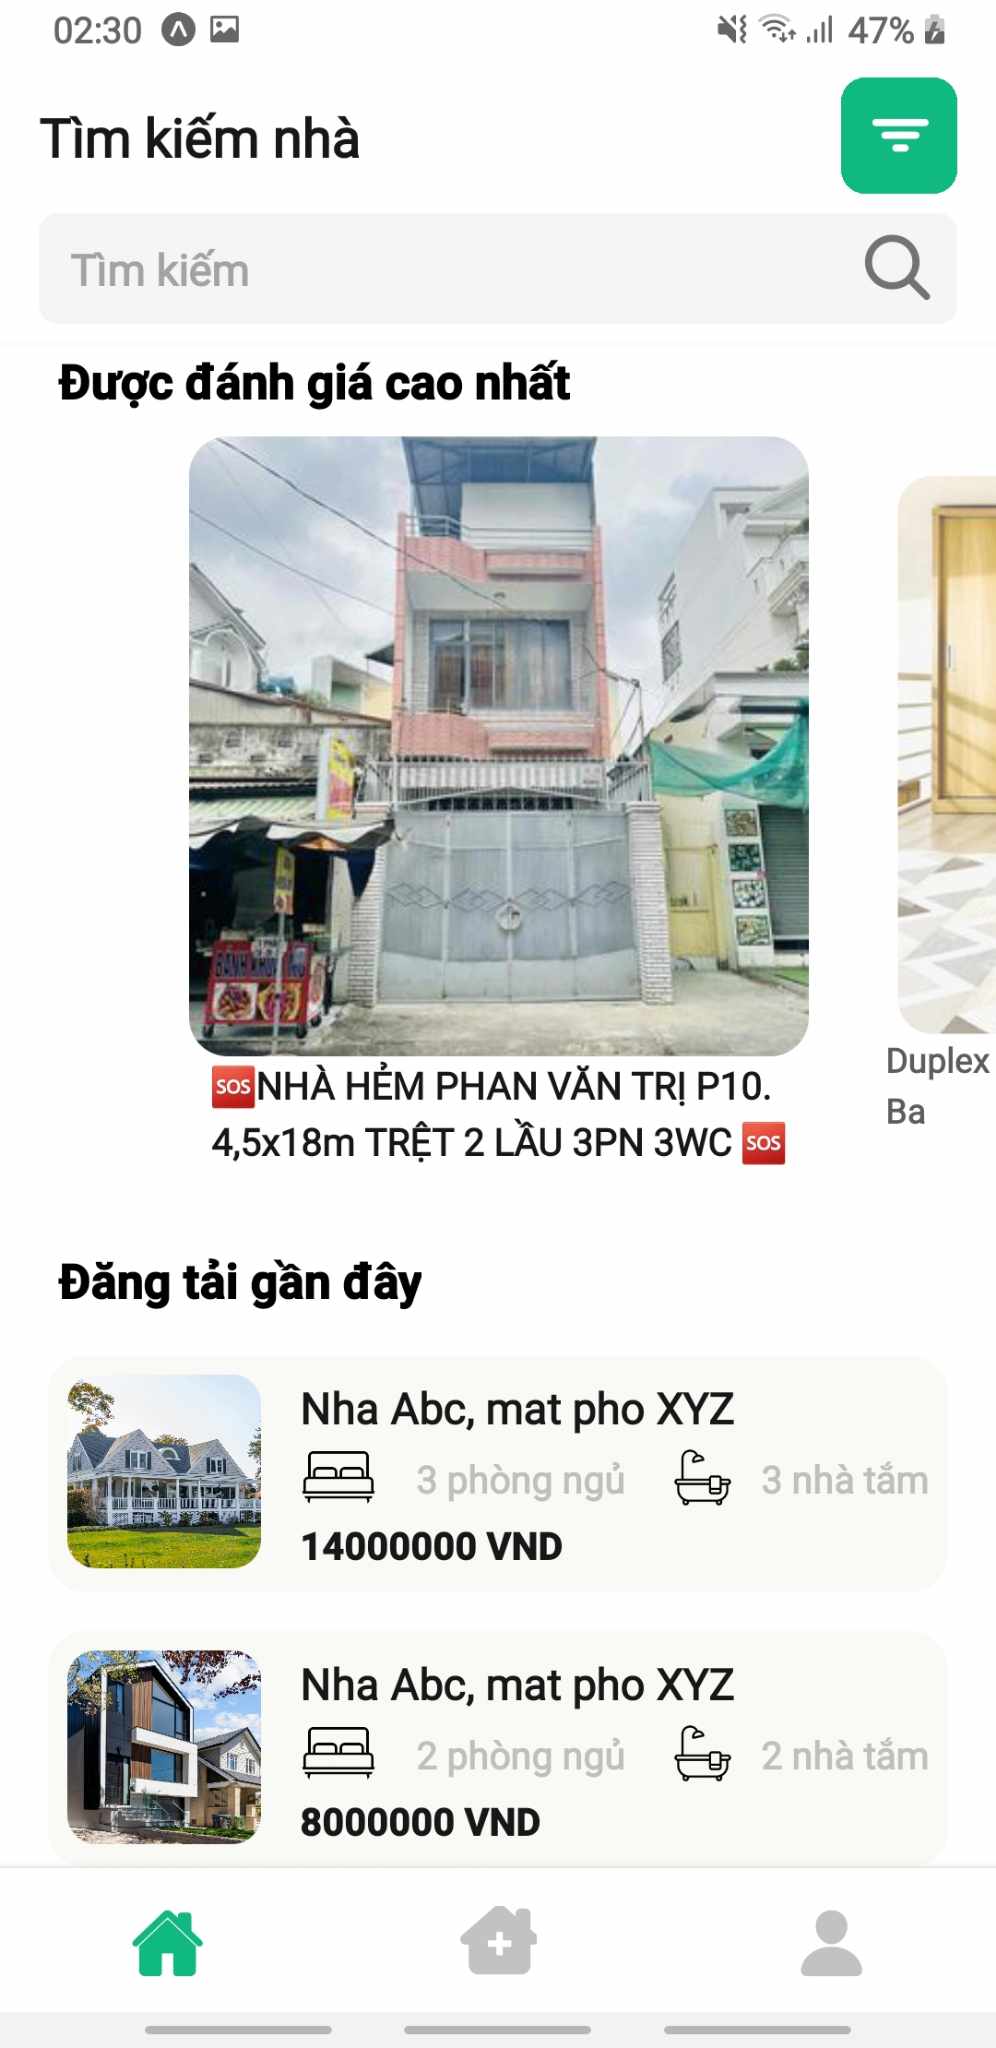 02:30
47%
Tìm kiếm nhà
Tìm kiếm
Được đánh giá cao nhất
BÁNH
🆘NHÀ HẺM PHAN VĂN TRỊ P10.
4,5x18m TRỆT 2 LẦU 3PN 3WC 🆘
Duplex
Ba
Đăng tải gần đây
Nha Abc, mat pho XYZ
3 phòng ngủ
3 nhà tắm
14000000 VND
Nha Abc, mat pho XYZ
2 phòng ngủ
2 nhà tắm
8000000 VND